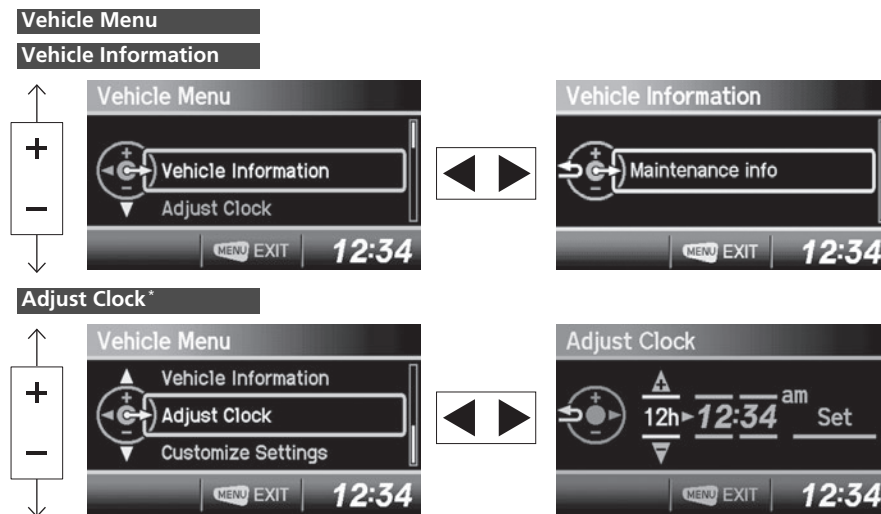 Vehicle Menu
Vehicle Information
+
−
Vehicle Menu
+
−
Vehicle Information
Adjust Clock
MENU EXIT 12:34
Vehicle Information
+
−
Maintenance info
MENU EXIT 12:34
Adjust Clock*
+
−
Vehicle Menu
Vehicle Information
+
−
Adjust Clock
Customize Settings
MENU EXIT 12:34
Adjust Clock
+
−
+
12h 12:34 am Set
−
MENU EXIT 12:34